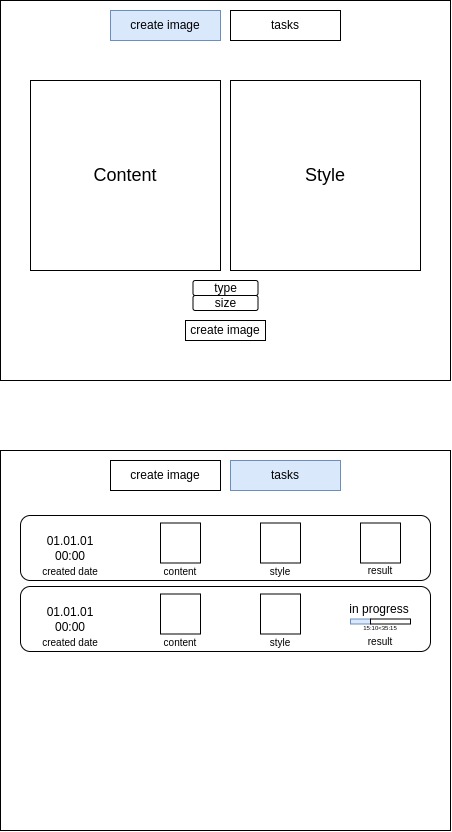 create image
tasks
Content
Style
type
size
create image
create image
tasks
01.01.01
00:00
created date
content
style
result
01.01.01
00:00
created date
content
style
in progress
15:10<35:15
result